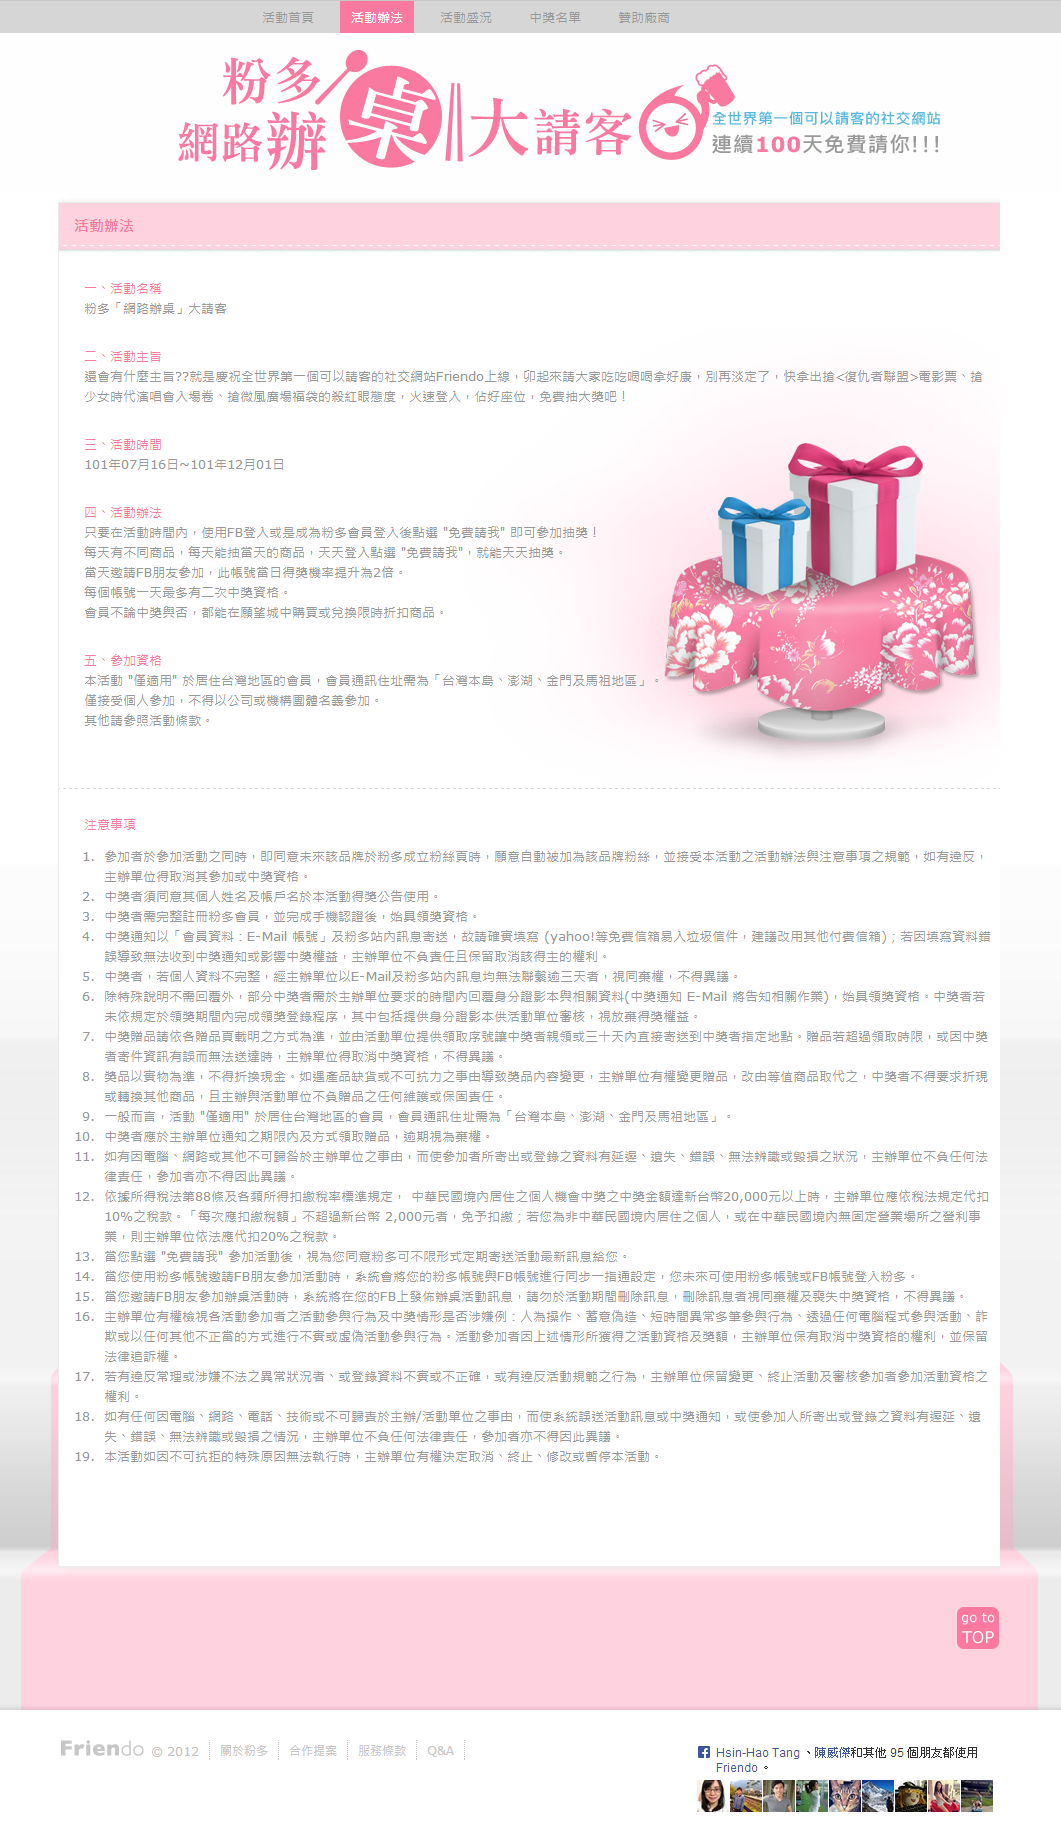 活動首頁 活動辦法 活動盛況 中獎名單 贊助廠商
粉多
網路辦桌大請客
全世界第一個可以請客的社交網站
連續100天免費請你!!!
活動辦法
一、活動名稱
粉多「網路辦桌」大請客
二、活動主旨
還會有什麼主旨??就是慶祝全世界第一個可以請客的社交網站Friendo上線，卯起來請大家吃吃喝喝拿好康，別再淡定了，快拿出搶<復仇者聯盟>電影票、搶
少女時代演唱會入場卷、搶微風廣場福袋的殺紅眼態度，火速登入，佔好座位，免費抽大獎吧！
三、活動時間
101年07月16日~101年12月01日
四、活動辦法
只要在活動時間內，使用FB登入或是成為粉多會員登入後點選 "免費請我" 即可參加抽獎！
每天有不同商品，每天能抽當天的商品，天天登入點選 "免費請我"，就能天天抽獎。
當天邀請FB朋友參加，此帳號當日得獎機率提升為2倍。
每個帳號一天最多有二次中獎資格。
會員不論中獎與否，都能在願望城中購買或兌換限時折扣商品。
五、參加資格
本活動 "僅適用" 於居住台灣地區的會員，會員通訊住址需為「台灣本島、澎湖、金門及馬祖地區」。
僅接受個人參加，不得以公司或機構團體名義參加。
其他請參照活動條款。
注意事項
1. 參加者於參加活動之同時，即同意未來該品牌於粉多成立粉絲頁時，願意自動被加為該品牌粉絲，並接受本活動之活動辦法與注意事項之規範，如有違反，
主辦單位得取消其參加或中獎資格。
2. 中獎者須同意其個人姓名及帳戶名於本活動得獎公告使用。
3. 中獎者需完整註冊粉多會員，並完成手機認證後，始具領獎資格。
4. 中獎通知以「會員資料：E-Mail 帳號」及粉多站內訊息寄送，故請確實填寫 (yahoo!等免費信箱易入垃圾信件，建議改用其他付費信箱)；若因填寫資料錯
誤導致無法收到中獎通知或影響中獎權益，主辦單位不負責任且保留取消該得主的權利。
5. 中獎者，若個人資料不完整，經主辦單位以E-Mail及粉多站內訊息均無法聯繫逾三天者，視同棄權，不得異議。
6. 除特殊說明不需回覆外，部分中獎者需於主辦單位要求的時間內回覆身分證影本與相關資料(中獎通知 E-Mail 將告知相關作業)，始具領獎資格。中獎者若
未依規定於領獎期間內完成領獎登錄程序，其中包括提供身分證影本供活動單位審核，視放棄得獎權益。
7. 中獎贈品請依各贈品頁載明之方式為準，並由活動單位提供領取序號讓中獎者親領或三十天內直接寄送到中獎者指定地點。贈品若超過領取時限，或因中獎
者寄件資訊有誤而無法送達時，主辦單位得取消中獎資格，不得異議。
8. 獎品以實物為準，不得折換現金。如遇產品缺貨或不可抗力之事由導致獎品內容變更，主辦單位有權變更贈品，改由等值商品取代之，中獎者不得要求折現
或轉換其他商品，且主辦與活動單位不負贈品之任何維護或保固責任。
9. 一般而言，活動 "僅適用" 於居住台灣地區的會員，會員通訊住址需為「台灣本島、澎湖、金門及馬祖地區」。
10. 中獎者應於主辦單位通知之期限內及方式領取贈品，逾期視為棄權。
11. 如有因電腦、網路或其他不可歸咎於主辦單位之事由，而使參加者所寄出或登錄之資料有延遲、遺失、錯誤、無法辨識或毀損之狀況，主辦單位不負任何法
律責任，參加者亦不得因此異議。
12. 依據所得稅法第88條及各類所得扣繳稅率標準規定， 中華民國境內居住之個人機會中獎之中獎金額達新台幣20,000元以上時，主辦單位應依稅法規定代扣
10%之稅款。「每次應扣繳稅額」不超過新台幣 2,000元者，免予扣繳；若您為非中華民國境內居住之個人，或在中華民國境內無固定營業場所之營利事
業，則主辦單位依法應代扣20%之稅款。
13. 當您點選 "免費請我" 參加活動後，視為您同意粉多可不限形式定期寄送活動最新訊息給您。
14. 當您使用粉多帳號邀請FB朋友參加活動時，系統會將您的粉多帳號與FB帳號進行同步一指通設定，您未來可使用粉多帳號或FB帳號登入粉多。
15. 當您邀請FB朋友參加辦桌活動時，系統將在您的FB上發佈辦桌活動訊息，請勿於活動期間刪除訊息，刪除訊息者視同棄權及喪失中獎資格，不得異議。
16. 主辦單位有權檢視各活動參加者之活動參與行為及中獎情形是否涉嫌例：人為操作、蓄意偽造、短時間異常多筆參與行為、透過任何電腦程式參與活動、詐
欺或以任何其他不正當的方式進行不實或虛偽活動參與行為。活動參加者因上述情形所獲得之活動資格及獎額，主辦單位保有取消中獎資格的權利，並保留
法律追訴權。
17. 若有違反常理或涉嫌不法之異常狀況者、或登錄資料不實或不正確，或有違反活動規範之行為，主辦單位保留變更、終止活動及審核參加者參加活動資格之
權利。
18. 如有任何因電腦、網路、電話、技術或不可歸責於主辦/活動單位之事由，而使系統誤送活動訊息或中獎通知，或使參加人所寄出或登錄之資料有遲延、遺
失、錯誤、無法辨識或毀損之情況，主辦單位不負任何法律責任，參加者亦不得因此異議。
19. 本活動如因不可抗拒的特殊原因無法執行時，主辦單位有權決定取消、終止、修改或暫停本活動。
go to
TOP
Friendo © 2012 關於粉多 合作提案 服務條款 Q&A
Hsin-Hao Tang、陳威傑和其他 95 個朋友都使用
Friendo。